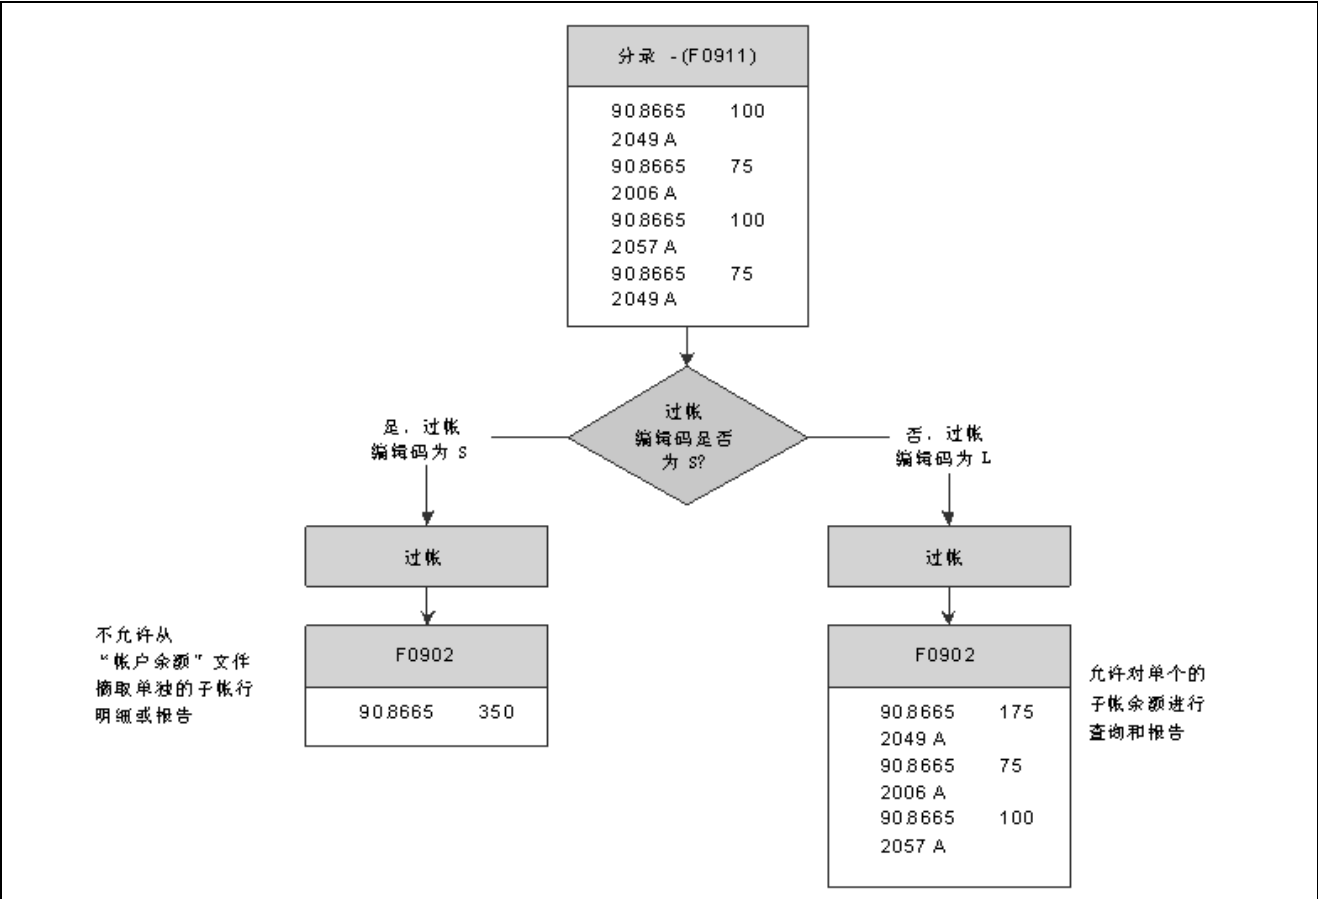 分录 -(F0911)
90.8665 100
2049 A
90.8665 75
2006 A
90.8665 100
2057 A
90.8665 75
2049 A
过帐
编辑码是否
为 S?
是，过帐
编辑码为 S
否，过帐
编辑码为 L
过帐
过帐
不允许从
“帐户余额”文件
摘取单独的子帐行
明细或报告
F0902
90.8665 350
F0902
90.8665 175
2049 A
90.8665 75
2006 A
90.8665 100
2057 A
允许对单个的
子帐余额进行
查询和报告